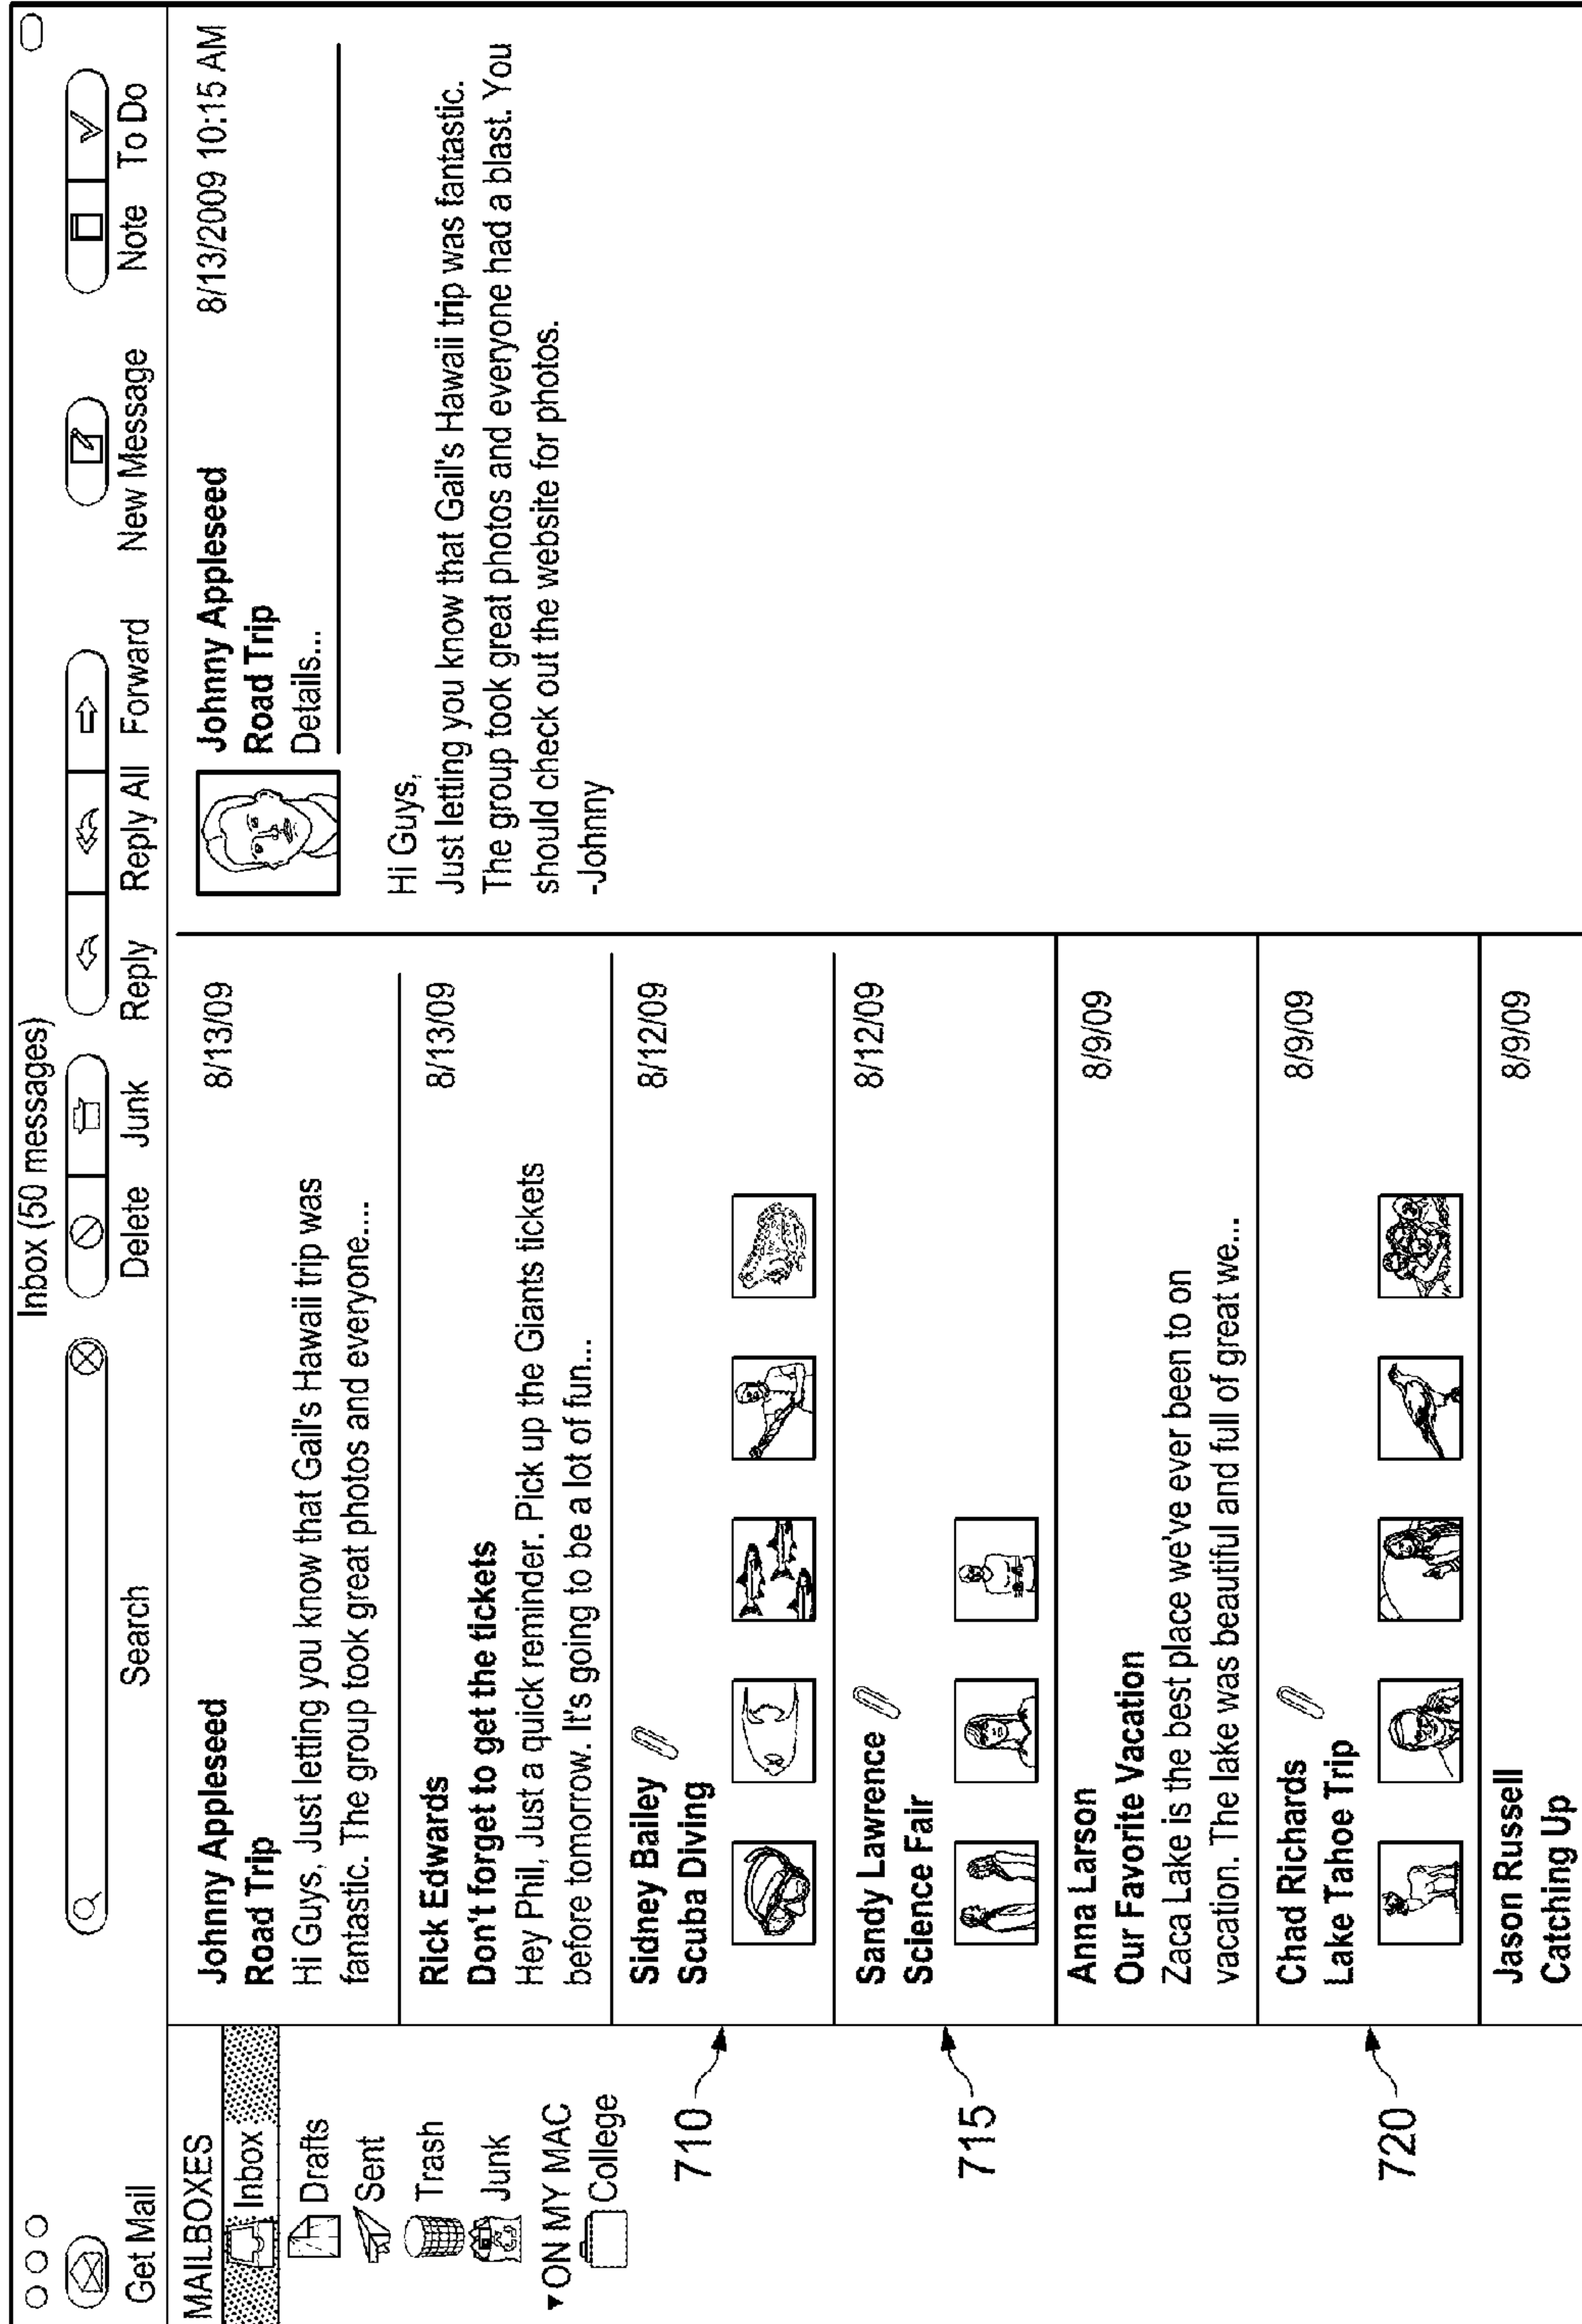 Inbox (50 messages)
Get Mail
Search
Delete
Junk
Reply
Reply All
Forward
New Message
Note
To Do
MAILBOXES
Inbox
Drafts
Sent
Trash
Junk
ON MY MAC
College
710
715
720
Johnny Appleseed 8/13/09
Road Trip
Hi Guys, Just letting you know that Gail's Hawaii trip was
fantastic. The group took great photos and everyone....
Rick Edwards 8/13/09
Don't forget to get the tickets
Hey Phil, Just a quick reminder. Pick up the Giants tickets
before tomorrow. It's going to be a lot of fun...
Sidney Bailey 8/12/09
Scuba Diving
Sandy Lawrence 8/12/09
Science Fair
Anna Larson 8/9/09
Our Favorite Vacation
Zaca Lake is the best place we've ever been to on
vacation. The lake was beautiful and full of great we...
Chad Richards 8/9/09
Lake Tahoe Trip
Jason Russell 8/9/09
Catching Up
Johnny Appleseed 8/13/2009 10:15 AM
Road Trip
Details...
Hi Guys,
Just letting you know that Gail's Hawaii trip was fantastic.
The group took great photos and everyone had a blast. You
should check out the website for photos.
-Johnny